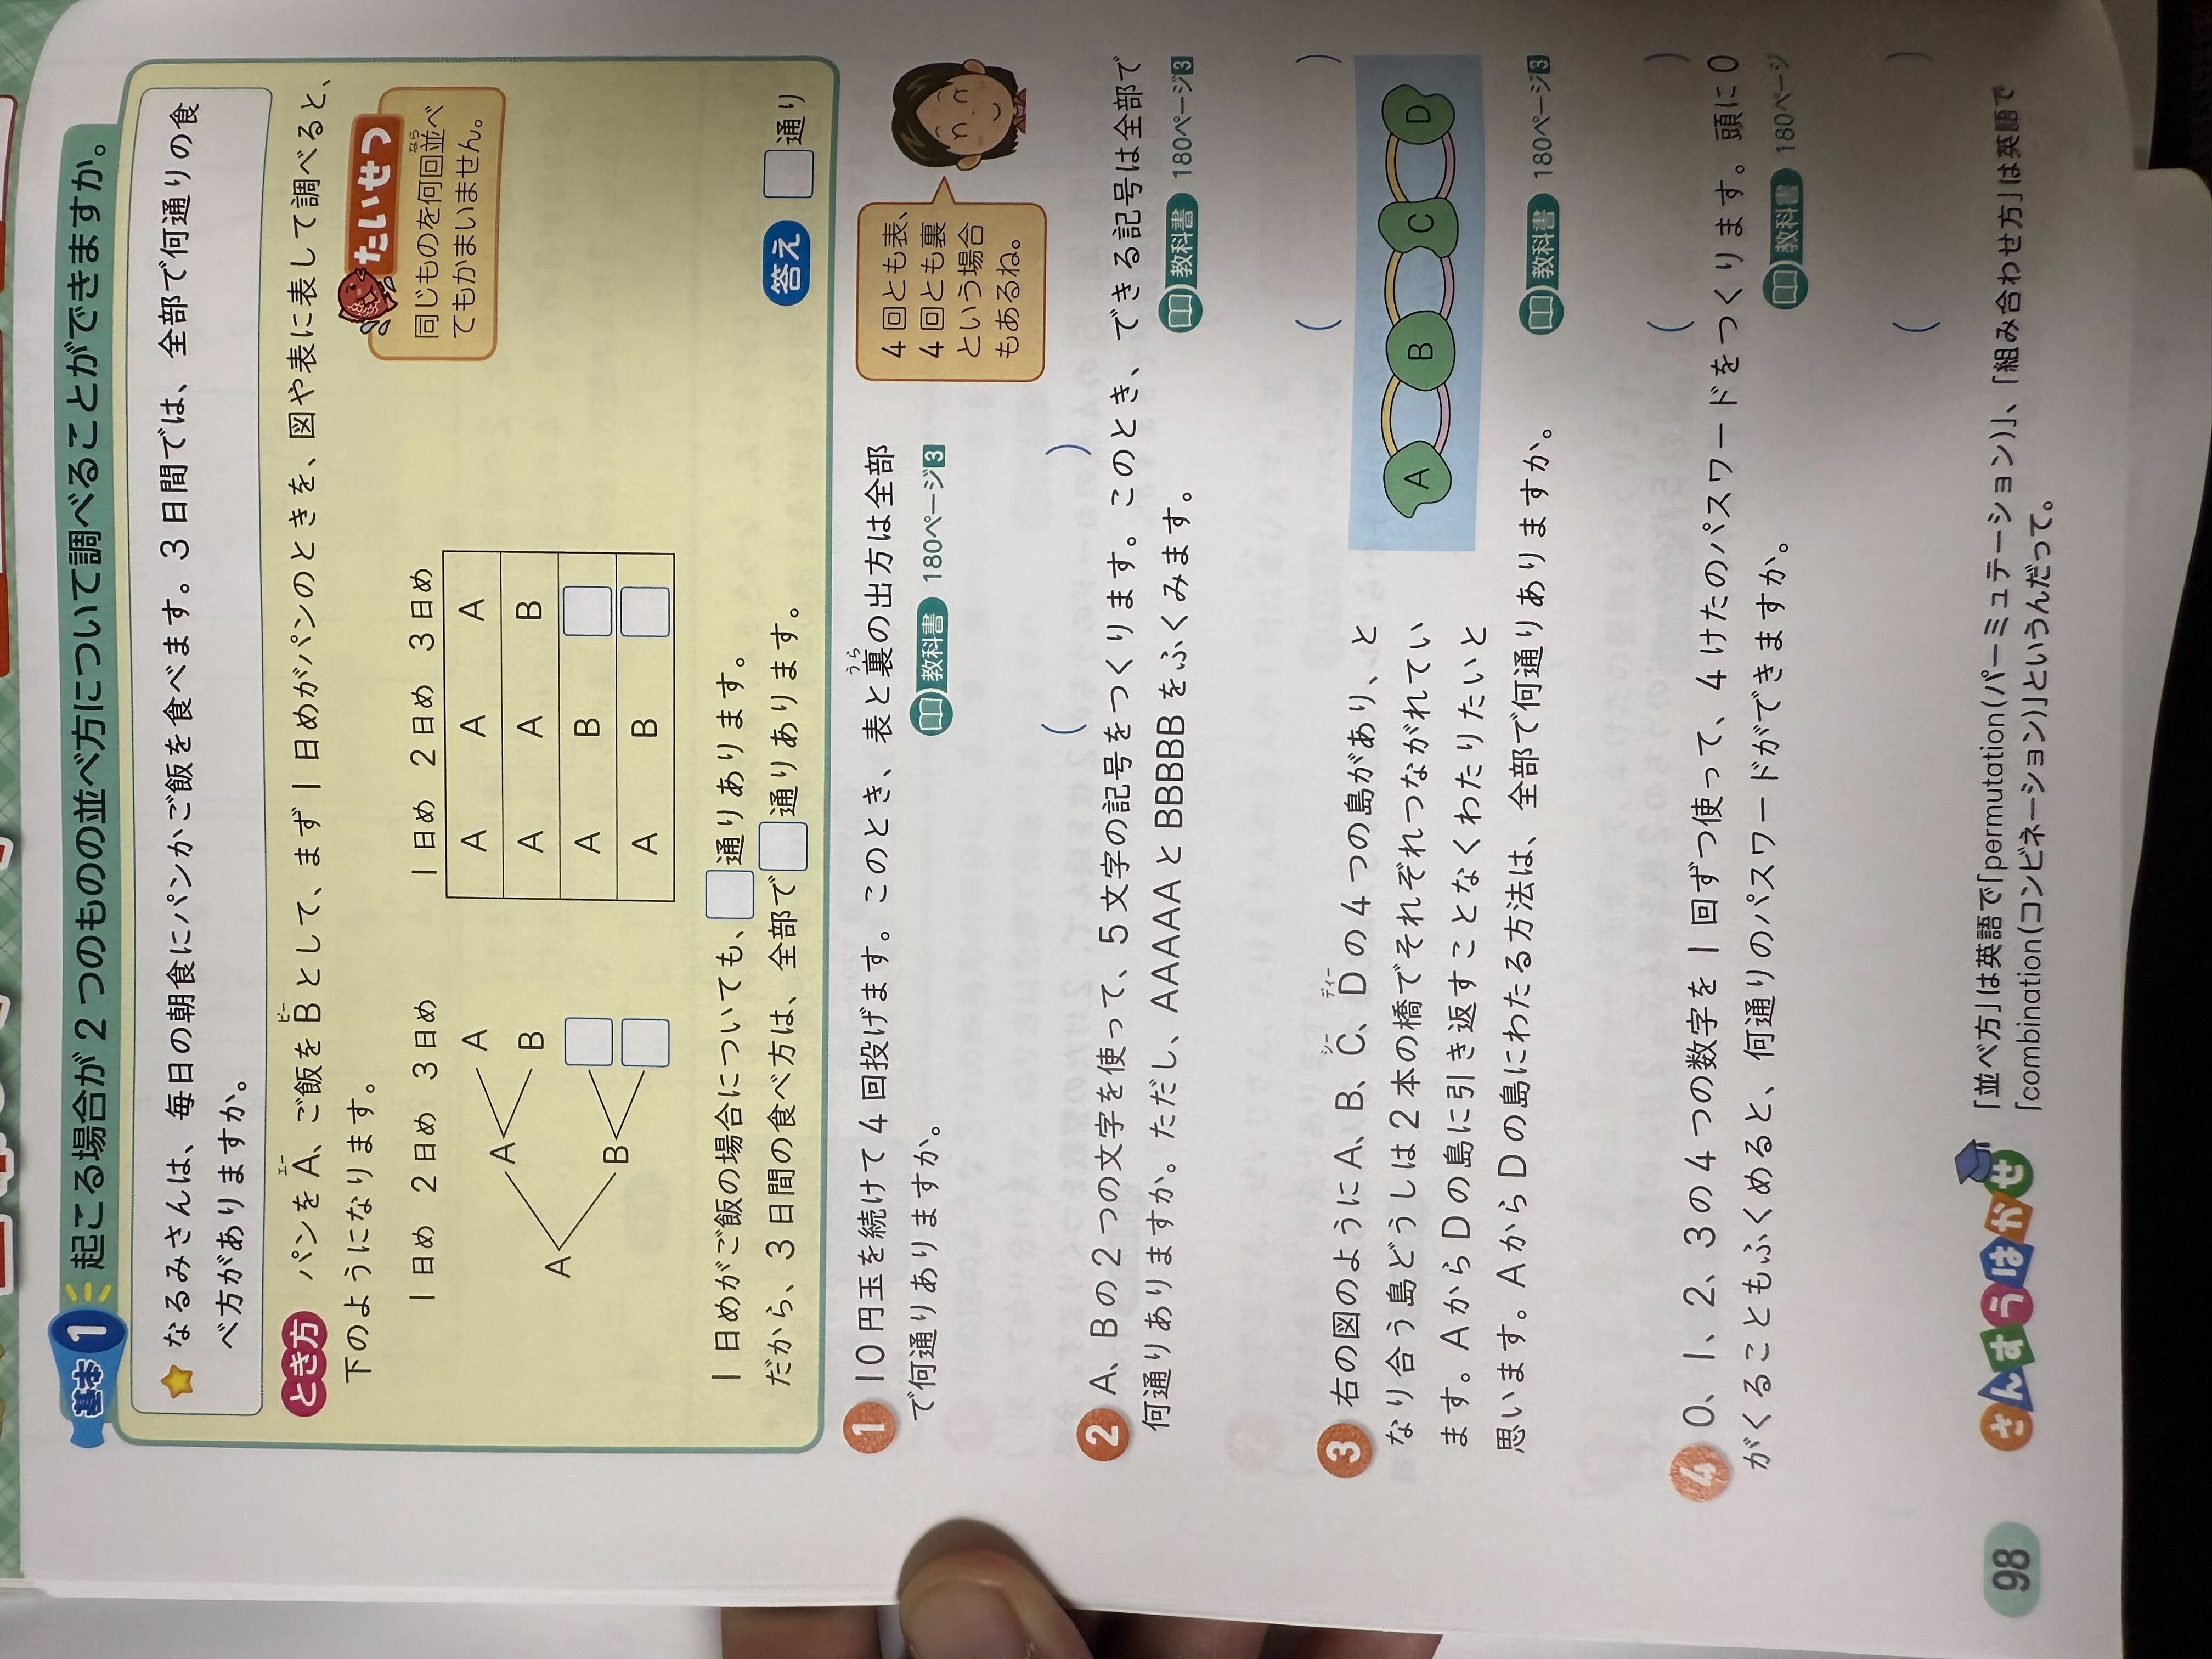 基本1 起こる場合が2つのものの並べ方について調べることができますか。
なるみさんは、毎日の朝食にパンかご飯を食べます。3日間では、全部で何通りの食
べ方がありますか。
とき方 パンをA、ご飯をBとして、まず1日めがパンのときを、図や表に表して調べると、
エー ビー
下のようになります。
たいせつ
同じものを何回並べ
なら
てもかまいません。
1日め 2日め 3日め
A A A
B
B
1日め 2日め 3日め
A A A
A A B
A B
A B
1日めがご飯の場合についても、 通りあります。
だから、3日間の食べ方は、全部で 通りあります。
答え 通り
1 10円玉を続けて4回投げます。このとき、表と裏の出方は全部
うら
で何通りありますか。
教科書 180ページ3
4回とも表、
4回とも裏
という場合
もあるね。
( )
2 A、Bの2つの文字を使って、5文字の記号をつくります。このとき、できる記号は全部で
何通りありますか。ただし、AAAAAとBBBBBをふくみます。
教科書 180ページ3
( )
3 右の図のようにA、B、C、Dの4つの島があり、と
シー ディー
なり合う島どうしは2本の橋でそれぞれつながれてい
ます。AからDの島に引き返すことなくわたりたいと
思います。AからDの島にわたる方法は、全部で何通りありますか。
A B C D
教科書 180ページ3
( )
4 0、1、2、3の4つの数字を1回ずつ使って、4けたのパスワードをつくります。頭に0
がくることもふくめると、何通りのパスワードができますか。
教科書 180ページ
( )
さんすうはかせ
「並べ方」は英語で「permutation(パーミュテーション)」、「組み合わせ方」は英語で
「combination(コンビネーション)」というんだって。
98